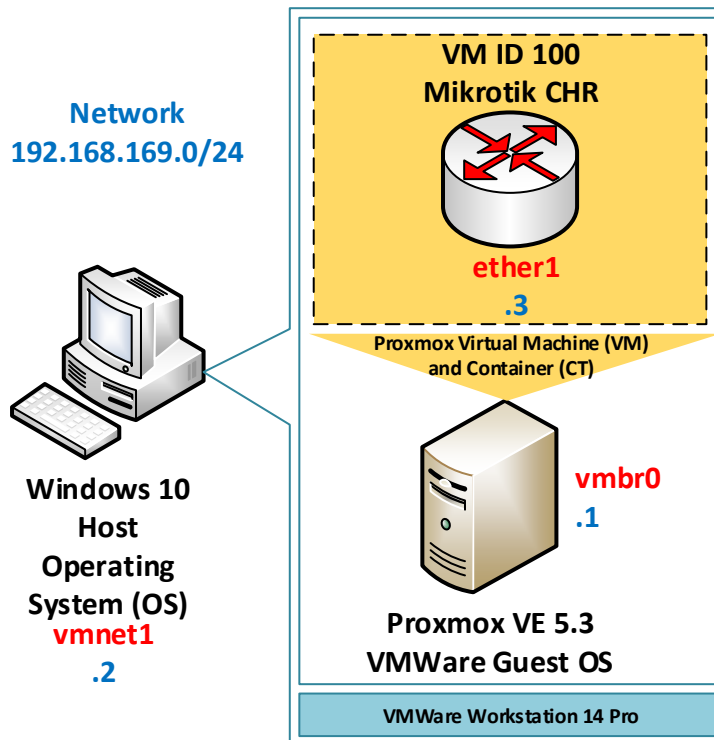 Network
192.168.169.0/24
Windows 10
Host
Operating
System (OS)
vmnet1
.2
VM ID 100
Mikrotik CHR
ether1
.3
Proxmox Virtual Machine (VM)
and Container (CT)
vmbr0
.1
Proxmox VE 5.3
VMWare Guest OS
VMWare Workstation 14 Pro